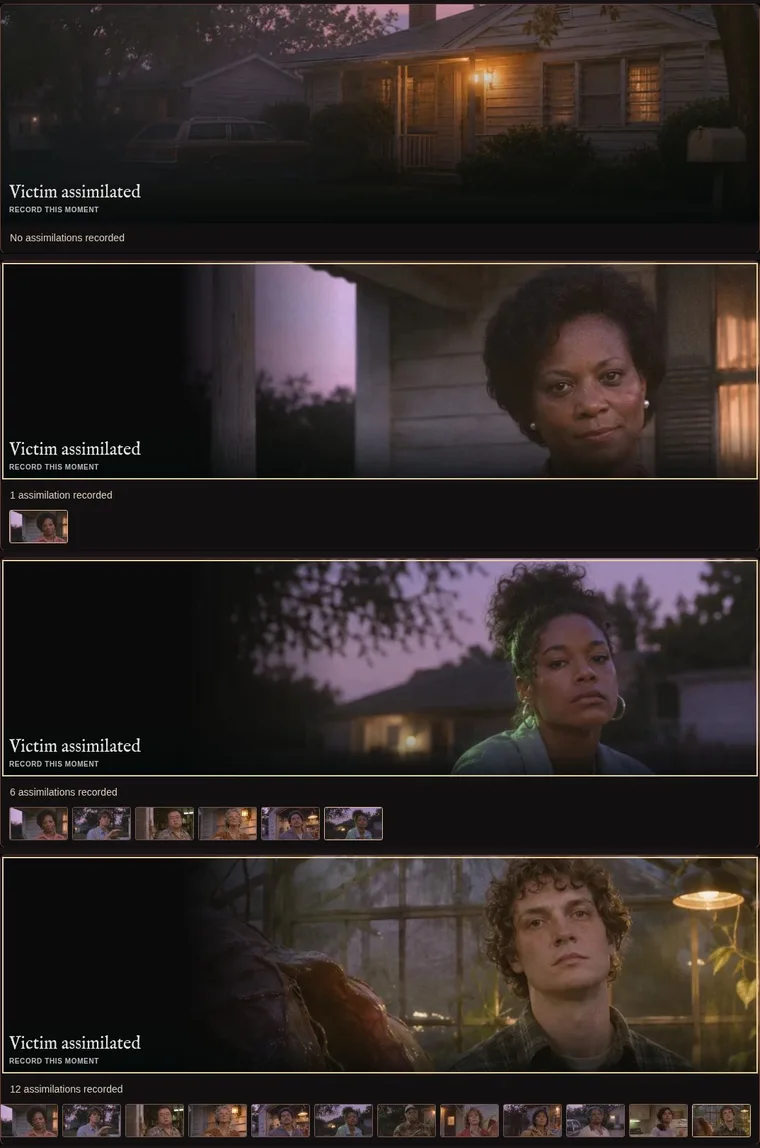 Victim assimilated
RECORD THIS MOMENT
No assimilations recorded
Victim assimilated
RECORD THIS MOMENT
1 assimilation recorded
Victim assimilated
RECORD THIS MOMENT
6 assimilations recorded
Victim assimilated
RECORD THIS MOMENT
12 assimilations recorded